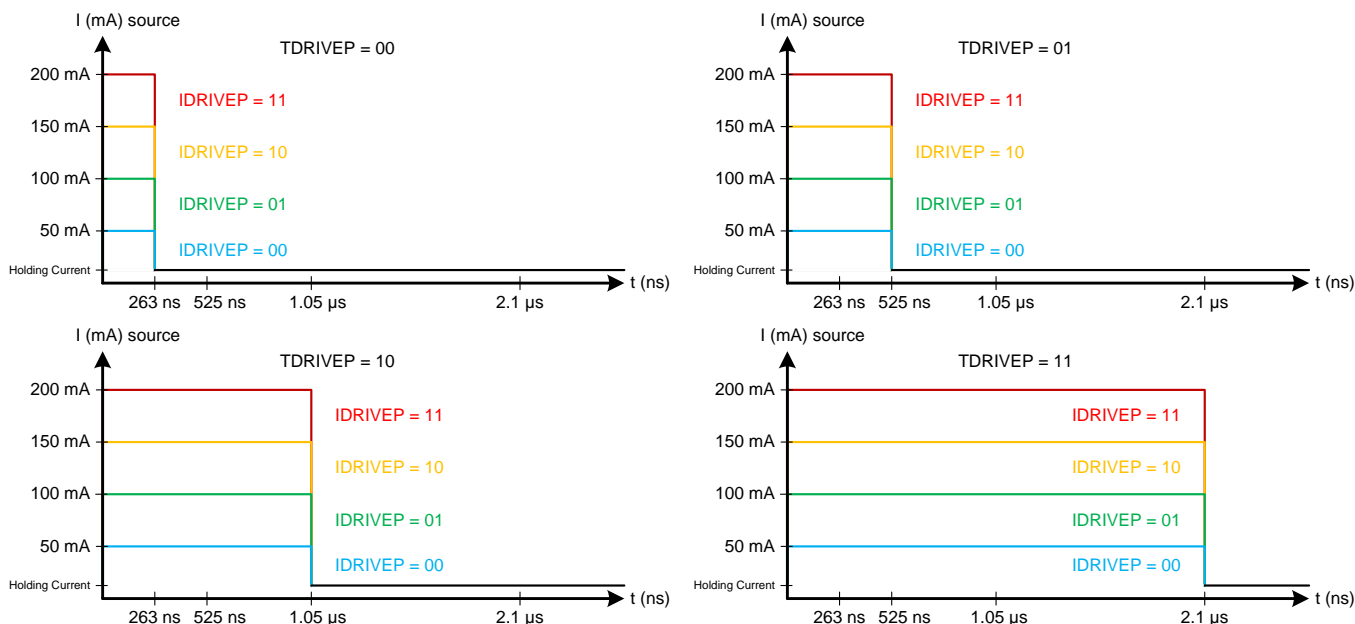 I (mA) source
TDRIVEP = 00
200 mA
IDRIVEP = 11
150 mA
IDRIVEP = 10
100 mA
IDRIVEP = 01
50 mA
IDRIVEP = 00
Holding Current
t (ns)
263 ns 525 ns 1.05 µs 2.1 µs
I (mA) source
TDRIVEP = 01
200 mA
IDRIVEP = 11
150 mA
IDRIVEP = 10
100 mA
IDRIVEP = 01
50 mA
IDRIVEP = 00
Holding Current
t (ns)
263 ns 525 ns 1.05 µs 2.1 µs
I (mA) source
TDRIVEP = 10
200 mA
IDRIVEP = 11
150 mA
IDRIVEP = 10
100 mA
IDRIVEP = 01
50 mA
IDRIVEP = 00
Holding Current
t (ns)
263 ns 525 ns 1.05 µs 2.1 µs
I (mA) source
TDRIVEP = 11
200 mA
IDRIVEP = 11
150 mA
IDRIVEP = 10
100 mA
IDRIVEP = 01
50 mA
IDRIVEP = 00
Holding Current
t (ns)
263 ns 525 ns 1.05 µs 2.1 µs